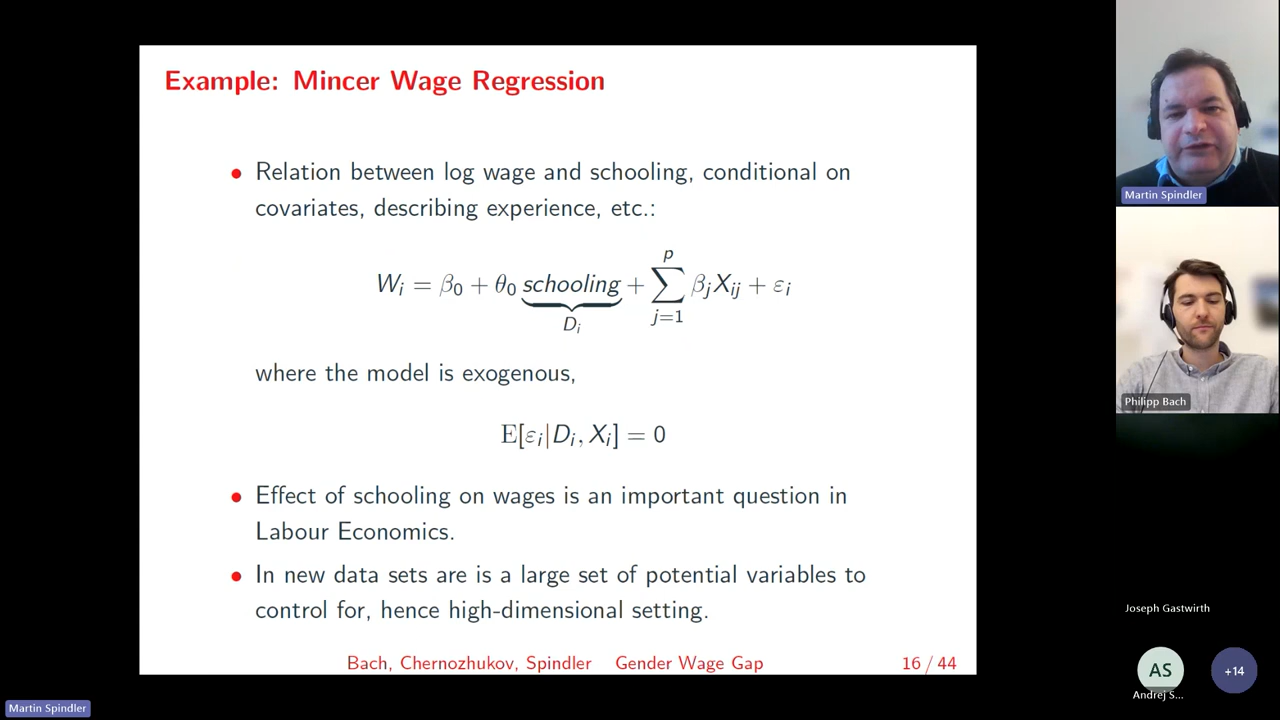 Example: Mincer Wage Regression
• Relation between log wage and schooling, conditional on
covariates, describing experience, etc.:
W_i = β_0 + θ_0 schooling + ∑_{j=1}^{p} β_j X_{ij} + ε_i
D_i
where the model is exogenous,
E[ε_i|D_i, X_i] = 0
• Effect of schooling on wages is an important question in
Labour Economics.
• In new data sets are is a large set of potential variables to
control for, hence high-dimensional setting.
Bach, Chernozhukov, Spindler Gender Wage Gap 16 / 44
Martin Spindler
Philipp Bach
Joseph Gastwirth
AS
Andrej S...
+14
Martin Spindler